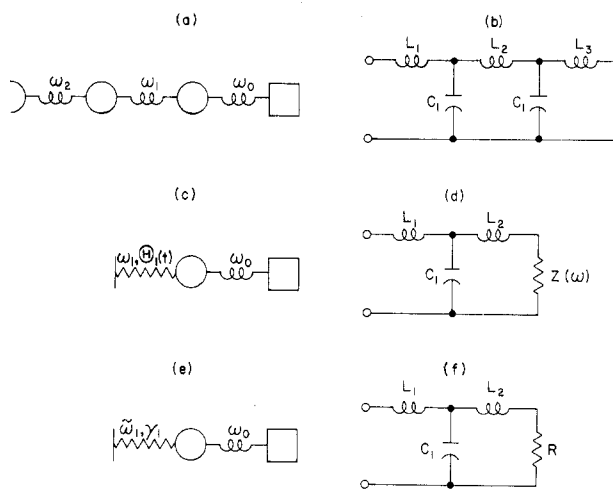 (a)
ω₂ ω₁ ω₀
(b)
L₁ L₂ L₃
C₁ C₁
(c)
ω₁, Ⓗ₁(t) ω₀
(d)
L₁ L₂
C₁ Z(ω)
(e)
ω̃₁, γ₁ ω₀
(f)
L₁ L₂
C₁ R